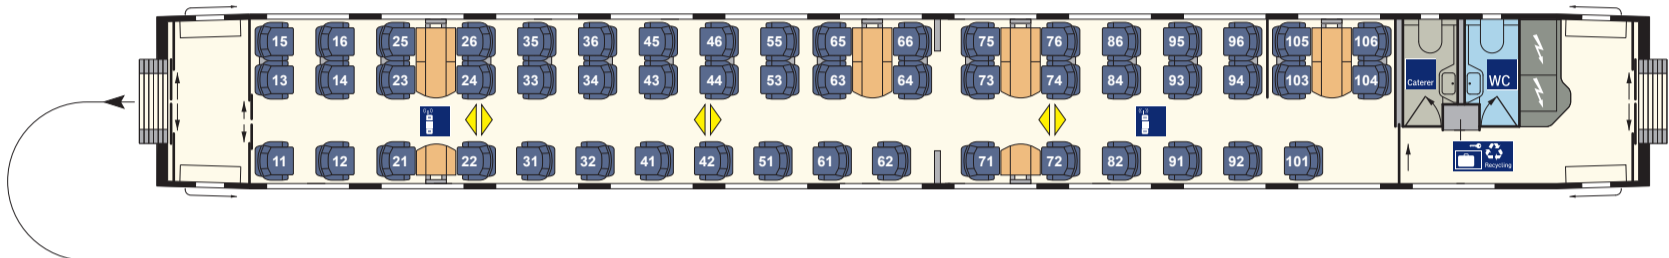 15 16 25 26 35 36 45 46 55 65 66 75 76 86 95 96 105 106
13 14 23 24 33 34 43 44 53 63 64 73 74 84 93 94 103 104
Caterer WC
11 12 21 22 31 32 41 42 51 61 62 71 72 82 91 92 101
Recycling